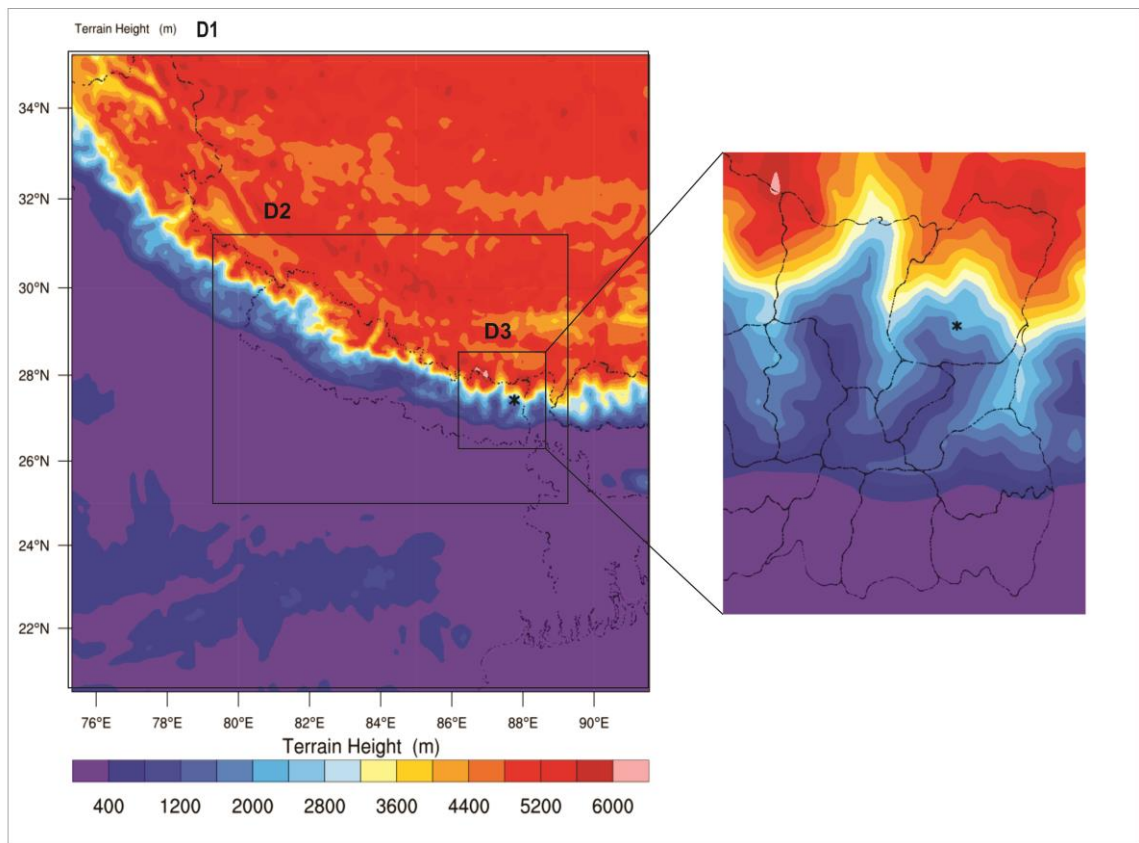 Terrain Height (m) D1
34°N
32°N
D2
30°N
D3
28°N
*
*
26°N
24°N
22°N
76°E 78°E 80°E 82°E 84°E 86°E 88°E 90°E
Terrain Height (m)
400 1200 2000 2800 3600 4400 5200 6000